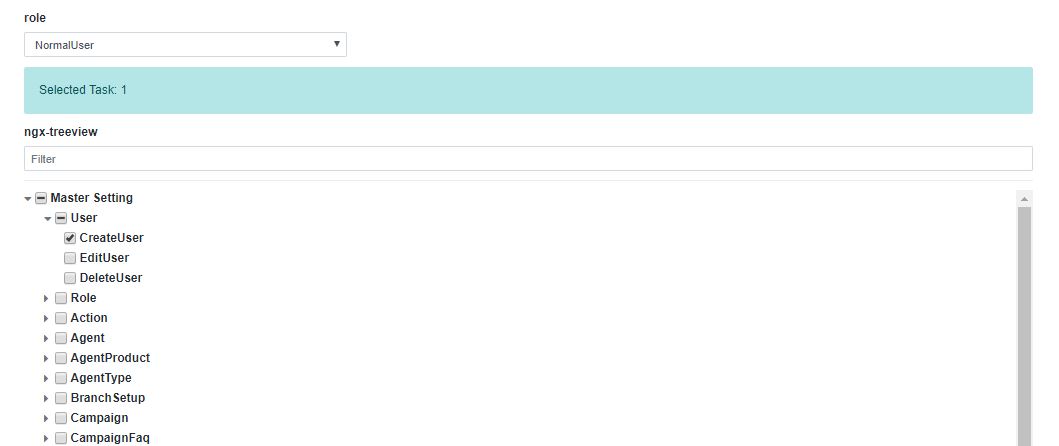 role
NormalUser
Selected Task: 1
ngx-treeview
Filter
Master Setting
User
CreateUser
EditUser
DeleteUser
Role
Action
Agent
AgentProduct
AgentType
BranchSetup
Campaign
CampaignFaq